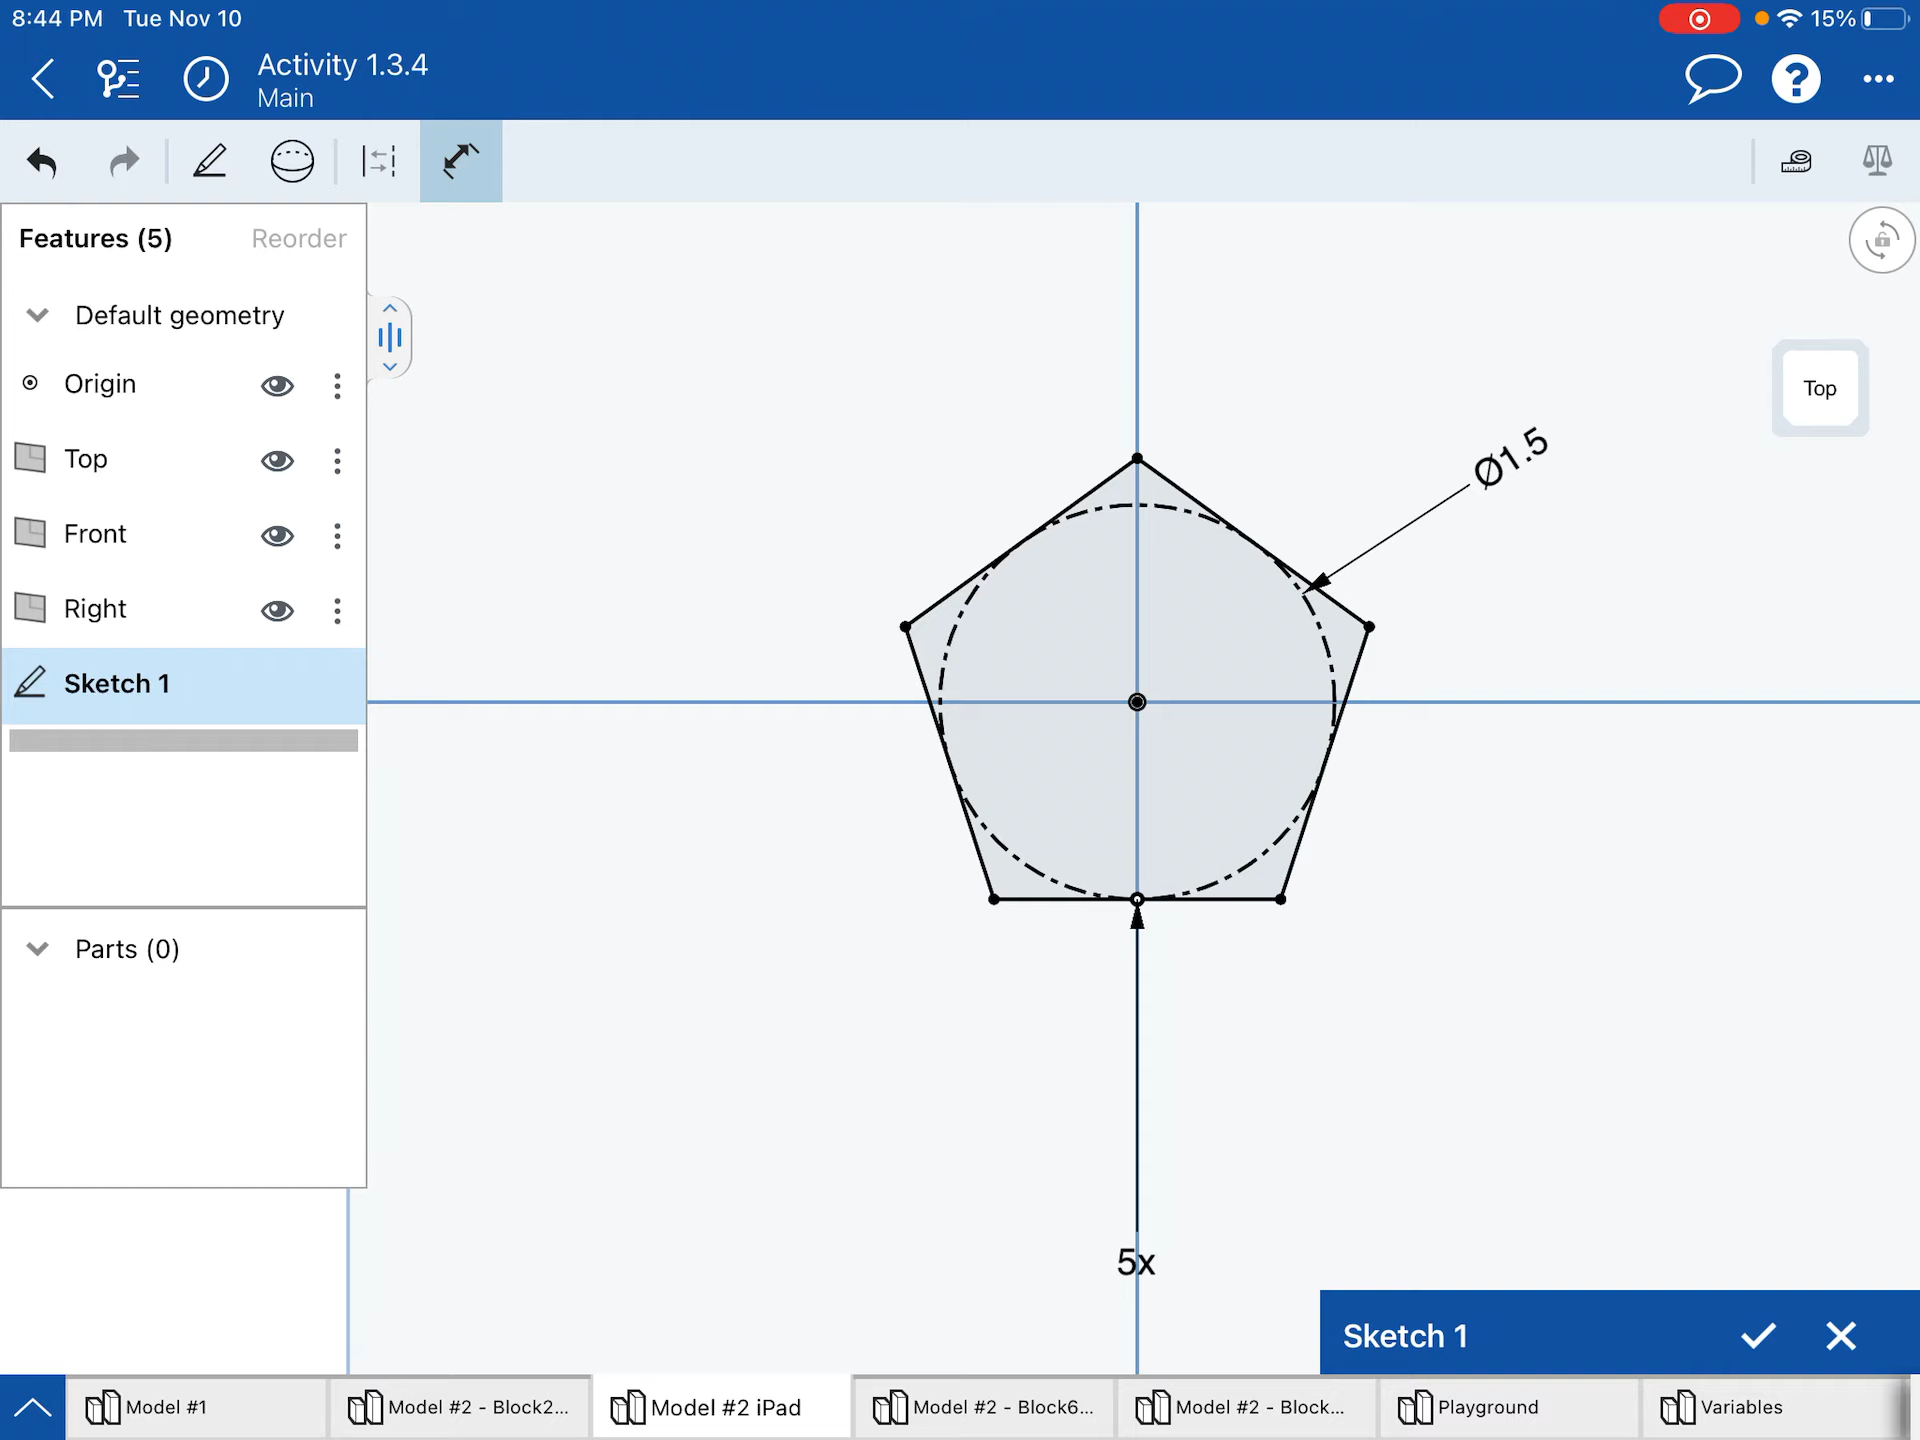 8:44 PM Tue Nov 10
15%
Activity 1.3.4
Main
Features (5) Reorder
Default geometry
Origin
Top
Front
Right
Sketch 1
Parts (0)
Top
Ø1.5
5x
Sketch 1
Model #1
Model #2 - Block2...
Model #2 iPad
Model #2 - Block6...
Model #2 - Block...
Playground
Variables